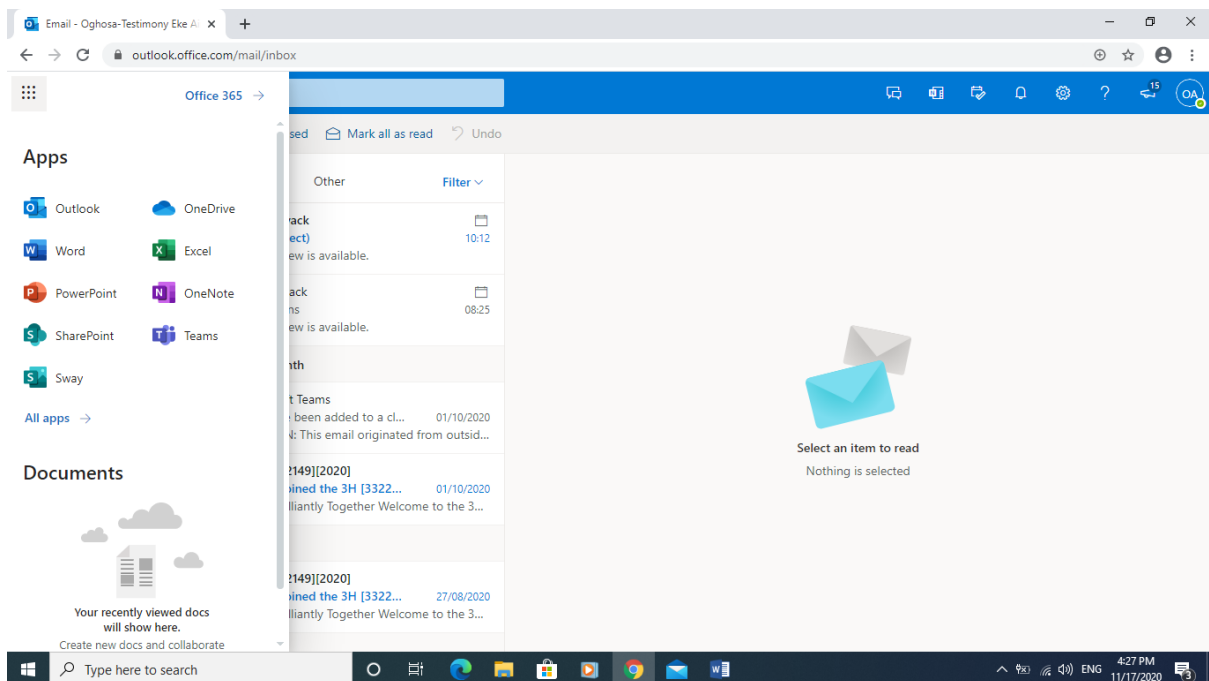 Email - Oghosa-Testimony Eke A
outlook.office.com/mail/inbox
Office 365
15
OA
sed Mark all as read Undo
Apps
Outlook OneDrive
Word Excel
PowerPoint OneNote
SharePoint Teams
Sway
All apps
Documents
Your recently viewed docs
will show here.
Create new docs and collaborate
Other Filter
vack
ect) 10:12
ew is available.
ack
ns 08:25
ew is available.
nth
t Teams
been added to a cl... 01/10/2020
N: This email originated from outsid...
2149][2020]
ined the 3H [3322... 01/10/2020
lliantly Together Welcome to the 3...
2149][2020]
ined the 3H [3322... 27/08/2020
lliantly Together Welcome to the 3...
Select an item to read
Nothing is selected
Type here to search
ENG
4:27 PM
11/17/2020
3